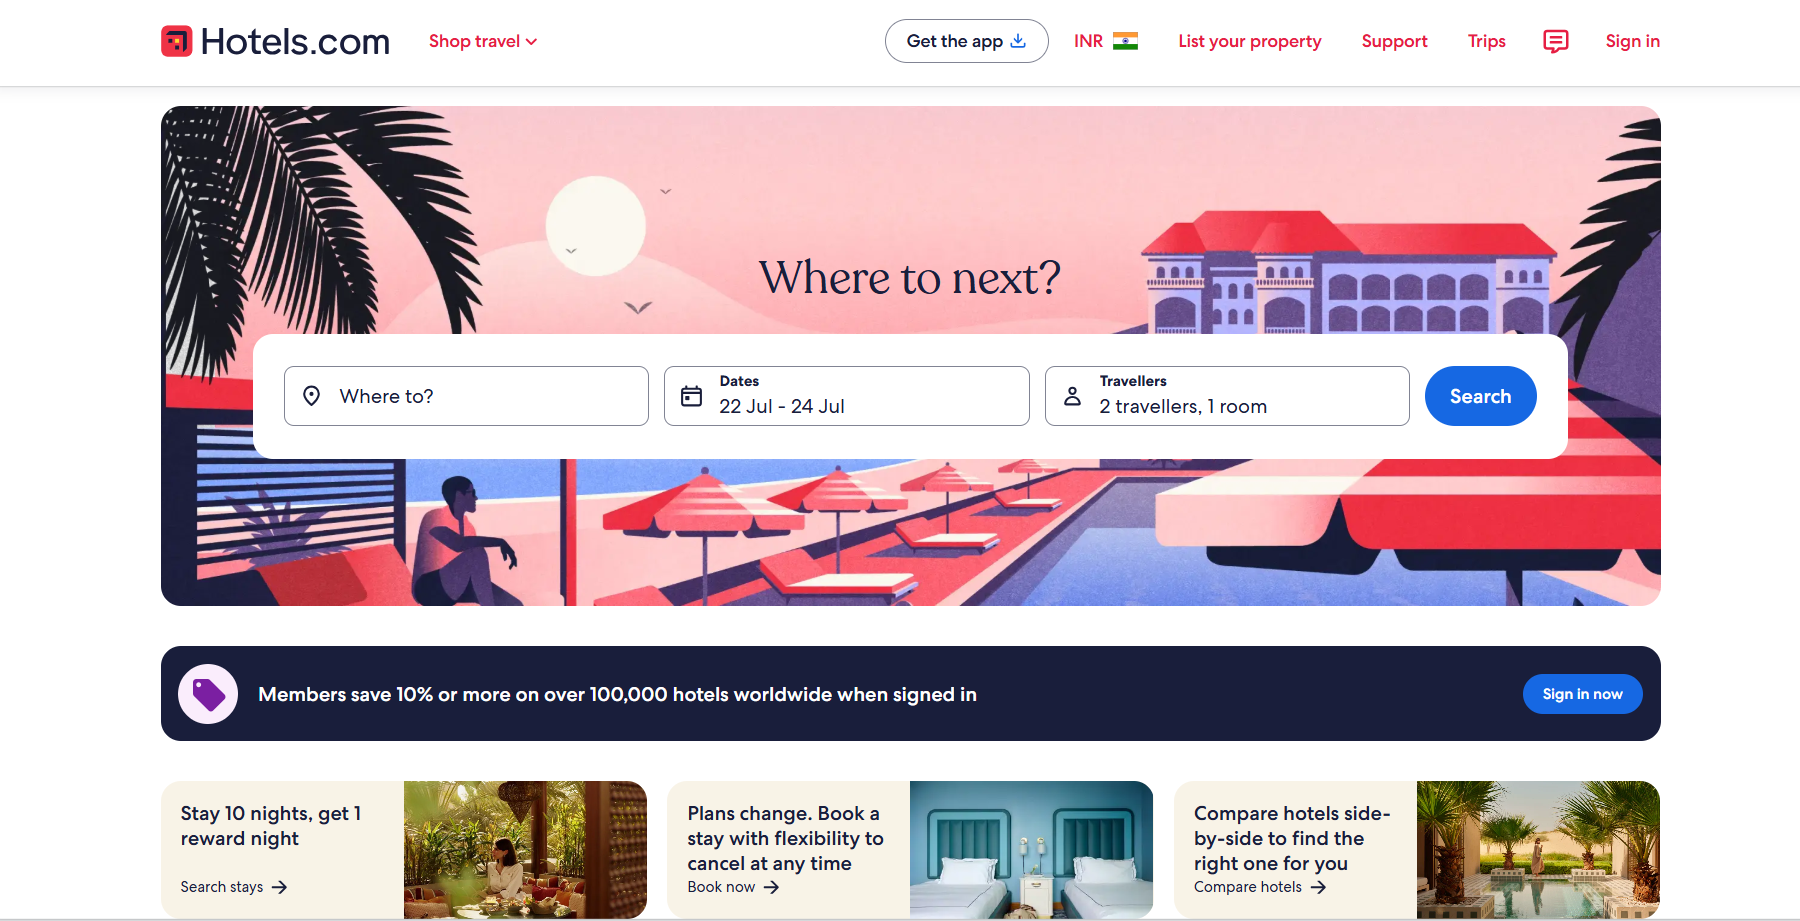 Hotels.com
Shop travel
Get the app
INR
List your property
Support
Trips
Sign in
Where to next?
Where to?
Dates
22 Jul - 24 Jul
Travellers
2 travellers, 1 room
Search
Members save 10% or more on over 100,000 hotels worldwide when signed in
Sign in now
Stay 10 nights, get 1
reward night
Search stays
Plans change. Book a
stay with flexibility to
cancel at any time
Book now
Compare hotels side-
by-side to find the
right one for you
Compare hotels